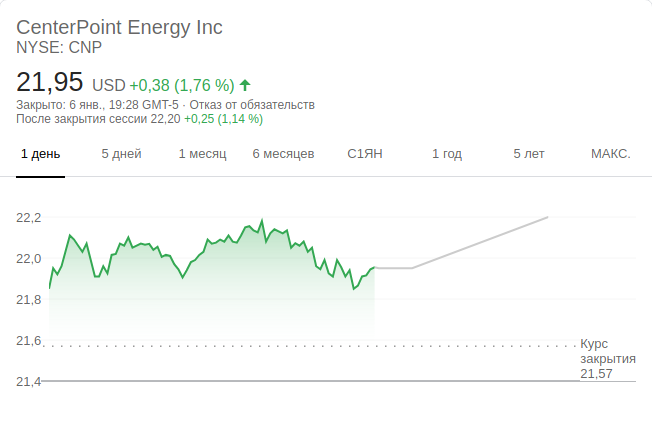 CenterPoint Energy Inc
NYSE: CNP
21,95 USD +0,38 (1,76 %)
Закрыто: 6 янв., 19:28 GMT-5 · Отказ от обязательств
После закрытия сессии 22,20 +0,25 (1,14 %)
1 день 5 дней 1 месяц 6 месяцев С1ЯН 1 год 5 лет МАКС.
22,2
22,0
21,8
21,6
Курс
закрытия
21,57
21,4